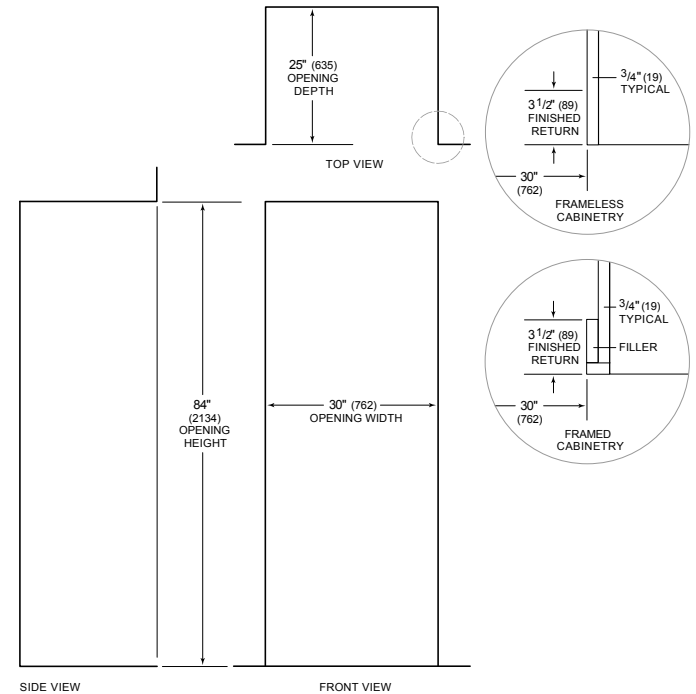 25" (635)
OPENING
DEPTH
TOP VIEW
3/4" (19)
TYPICAL
3 1/2" (89)
FINISHED
RETURN
30"
(762)
FRAMELESS
CABINETRY
3/4" (19)
TYPICAL
3 1/2" (89)
FINISHED
RETURN
FILLER
30"
(762)
FRAMED
CABINETRY
84"
(2134)
OPENING
HEIGHT
30" (762)
OPENING WIDTH
SIDE VIEW
FRONT VIEW